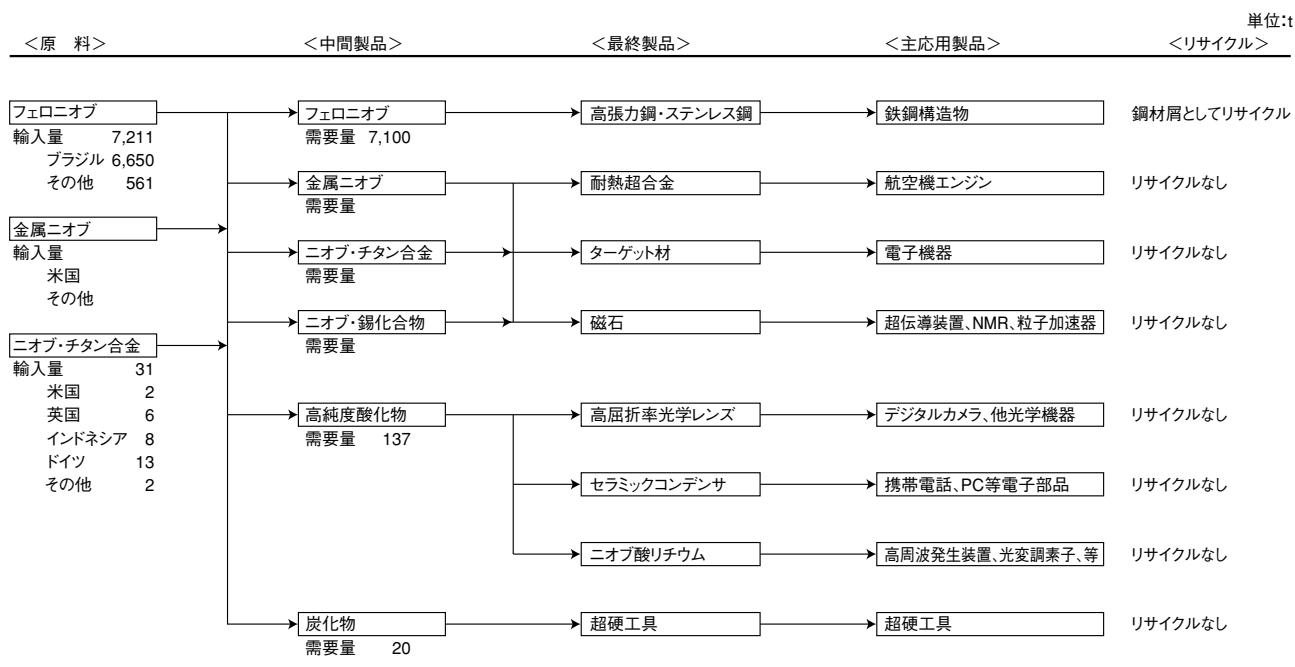 単位:t
<原　料>
<中間製品>
<最終製品>
<主応用製品>
<リサイクル>
フェロニオブ
輸入量 7,211
ブラジル 6,650
その他 561
金属ニオブ
輸入量
米国
その他
ニオブ・チタン合金
輸入量 31
米国 2
英国 6
インドネシア 8
ドイツ 13
その他 2
フェロニオブ
需要量 7,100
金属ニオブ
需要量
ニオブ・チタン合金
需要量
ニオブ・錫化合物
需要量
高純度酸化物
需要量 137
炭化物
需要量 20
高張力鋼・ステンレス鋼
耐熱超合金
ターゲット材
磁石
高屈折率光学レンズ
セラミックコンデンサ
ニオブ酸リチウム
超硬工具
鉄鋼構造物
航空機エンジン
電子機器
超伝導装置、NMR、粒子加速器
デジタルカメラ、他光学機器
携帯電話、PC等電子部品
高周波発生装置、光変調素子、等
超硬工具
鋼材屑としてリサイクル
リサイクルなし
リサイクルなし
リサイクルなし
リサイクルなし
リサイクルなし
リサイクルなし
リサイクルなし